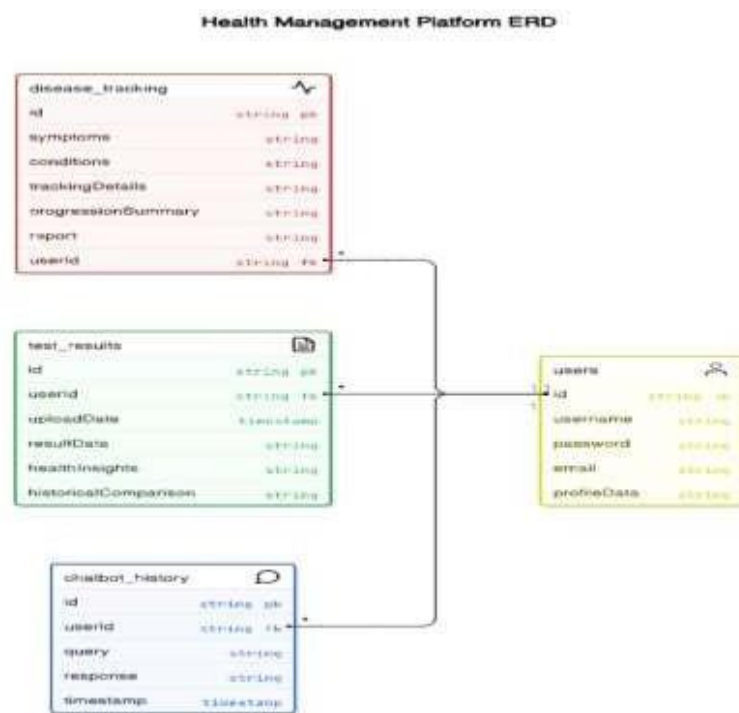 Health Management Platform ERD
disease_tracking
id string pk
symptoms string
conditions string
trackingDetails string
progressionSummary string
report string
userId string fk *
test_results
id string pk
userId string fk *
uploadDate timestamp
resultData string
healthInsights string
historicalComparison string
users
id string pk
username string
password string
email string
profileData string
chatbot_history
id string pk
userId string fk *
query string
response string
timestamp timestamp